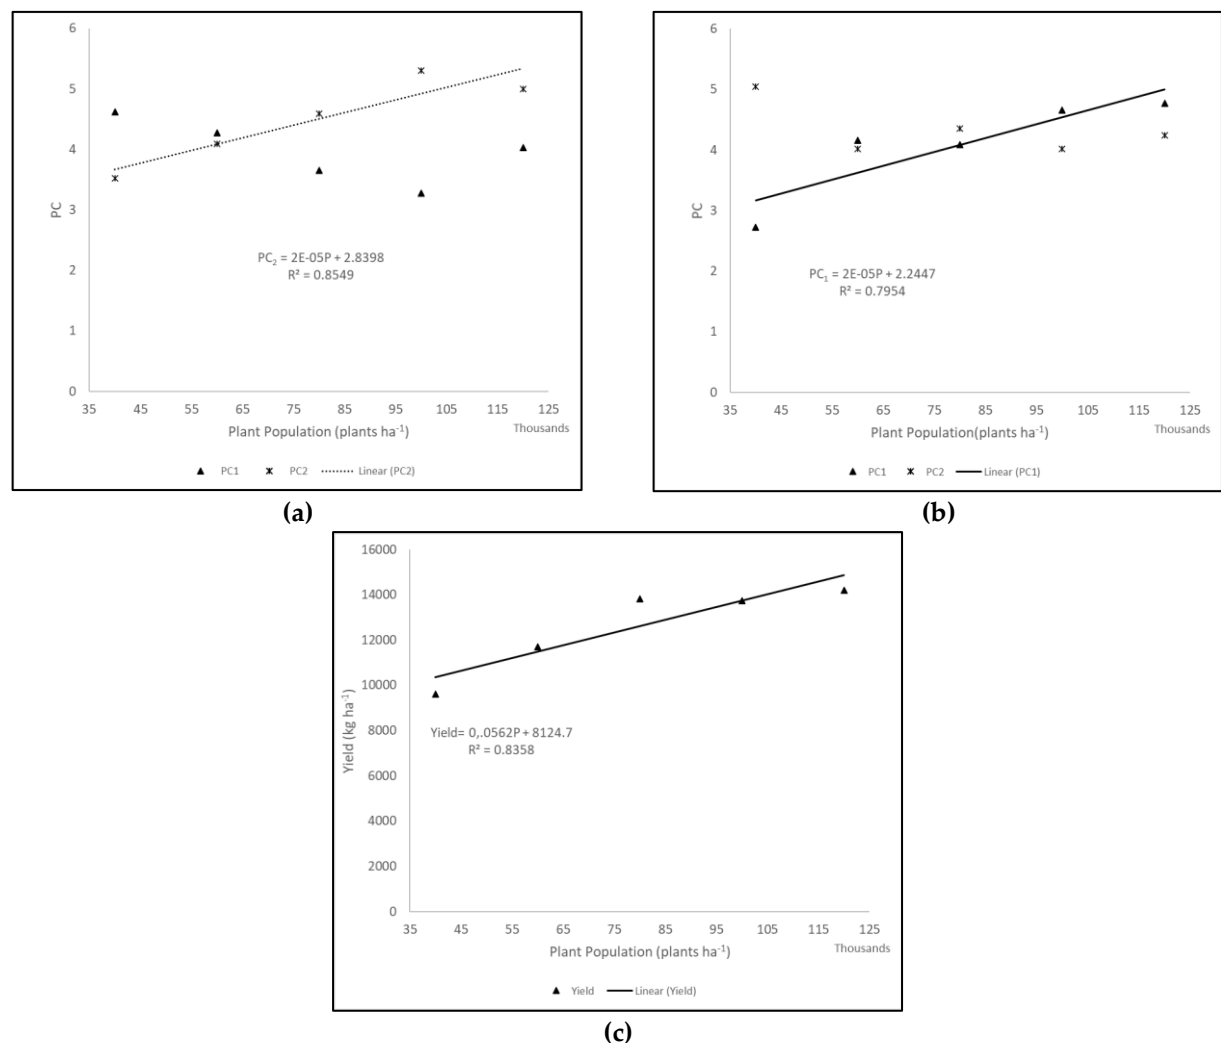 6
5
4
3
2
1
0
PC
PC₂ = 2E-05P + 2.8398
R² = 0.8549
35 45 55 65 75 85 95 105 115 125
Plant Population (plants ha⁻¹) Thousands
PC1 PC2 Linear (PC2)
(a)
6
5
4
3
2
1
0
PC
PC₁ = 2E-05P + 2.2447
R² = 0.7954
35 45 55 65 75 85 95 105 115 125
Plant Population(plants ha⁻¹) Thousands
PC1 PC2 Linear (PC1)
(b)
16000
14000
12000
10000
8000
6000
4000
2000
0
Yield (kg ha⁻¹)
Yield= 0,.0562P + 8124.7
R² = 0.8358
35 45 55 65 75 85 95 105 115 125
Plant Population (plants ha⁻¹) Thousands
Yield Linear (Yield)
(c)